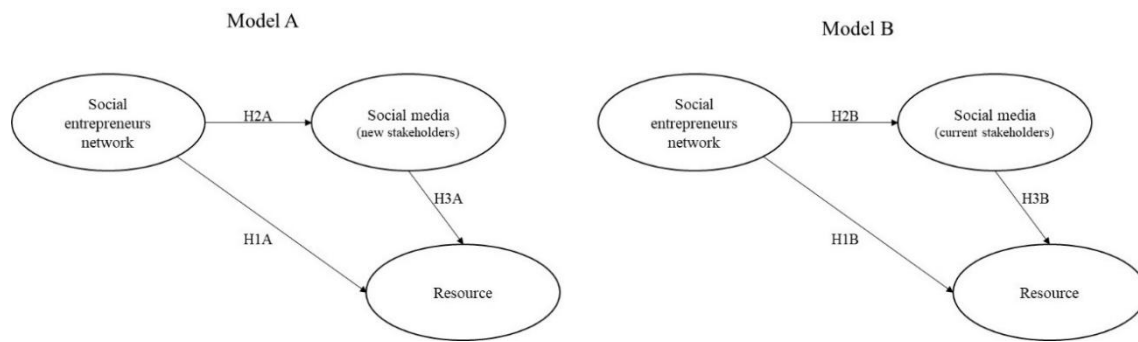 Model A
Social
entrepreneurs
network
H2A
Social media
(new stakeholders)
H3A
H1A
Resource
Model B
Social
entrepreneurs
network
H2B
Social media
(current stakeholders)
H3B
H1B
Resource